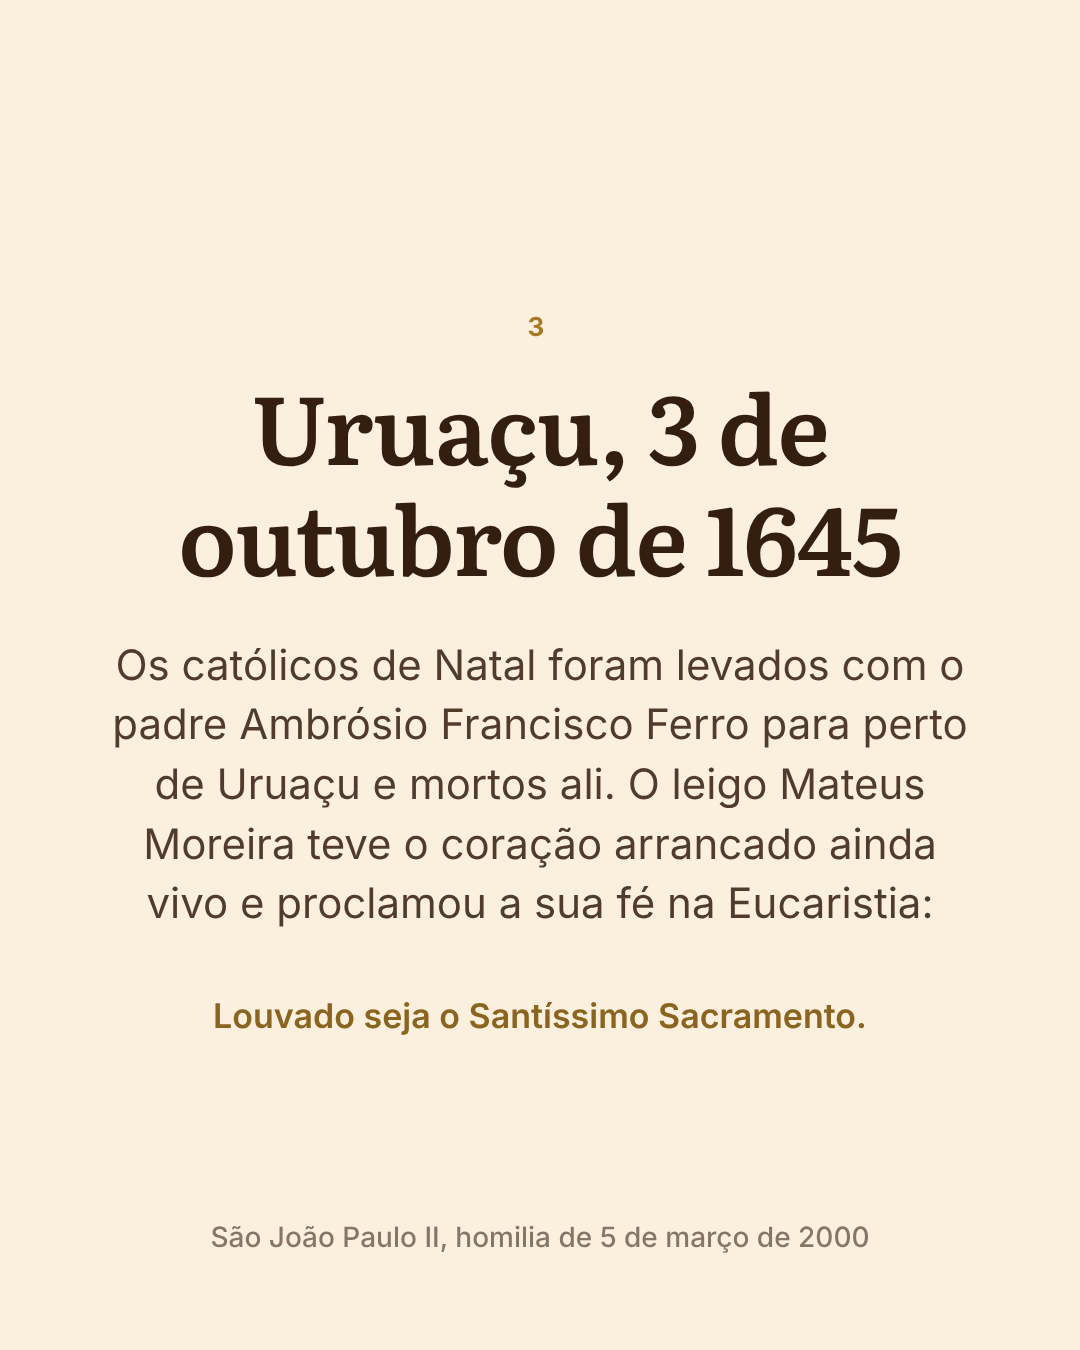 3
Uruaçu, 3 de
outubro de 1645
Os católicos de Natal foram levados com o
padre Ambrósio Francisco Ferro para perto
de Uruaçu e mortos ali. O leigo Mateus
Moreira teve o coração arrancado ainda
vivo e proclamou a sua fé na Eucaristia:
Louvado seja o Santíssimo Sacramento.
São João Paulo II, homilia de 5 de março de 2000